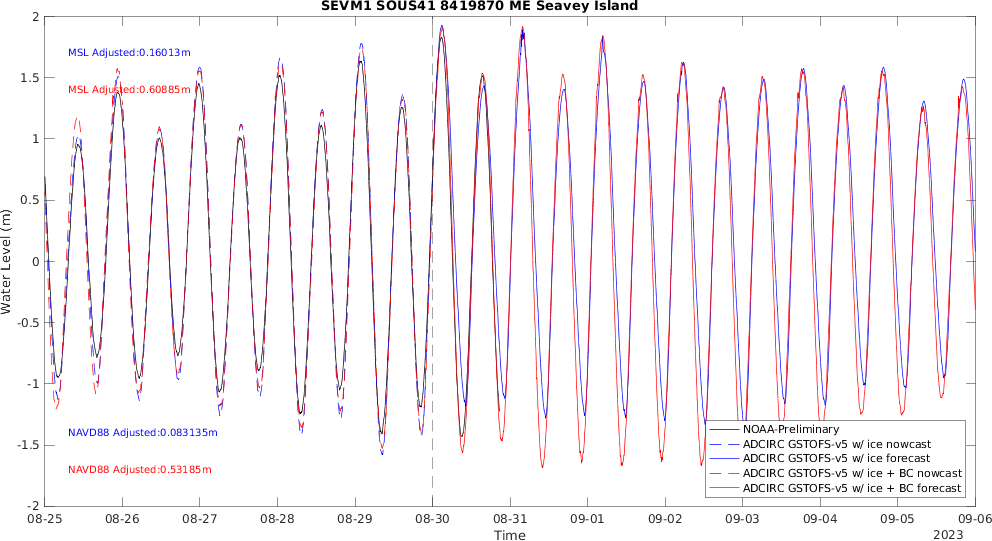 SEVM1 SOUS41 8419870 ME Seavey Island
2
1.5
1
0.5
0
-0.5
-1
-1.5
-2
Water Level (m)
MSL Adjusted:0.16013m
MSL Adjusted:0.60885m
NAVD88 Adjusted:0.083135m
NAVD88 Adjusted:0.53185m
NOAA-Preliminary
ADCIRC GSTOFS-v5 w/ ice nowcast
ADCIRC GSTOFS-v5 w/ ice forecast
ADCIRC GSTOFS-v5 w/ ice + BC nowcast
ADCIRC GSTOFS-v5 w/ ice + BC forecast
08-25 08-26 08-27 08-28 08-29 08-30 08-31 09-01 09-02 09-03 09-04 09-05 09-06
Time
2023